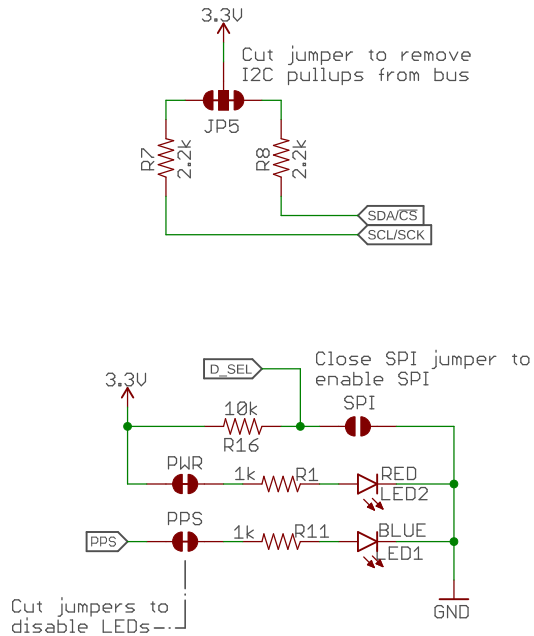 3.3V
Cut jumper to remove
I2C pullups from bus
JP5
R7
2.2k
R8
2.2k
SDA/CS
SCL/SCK
D_SEL
Close SPI jumper to
enable SPI
3.3V
10k
SPI
R16
PWR
1k
R1
RED
LED2
PPS
PPS
1k
R11
BLUE
LED1
Cut jumpers to
disable LEDs
GND